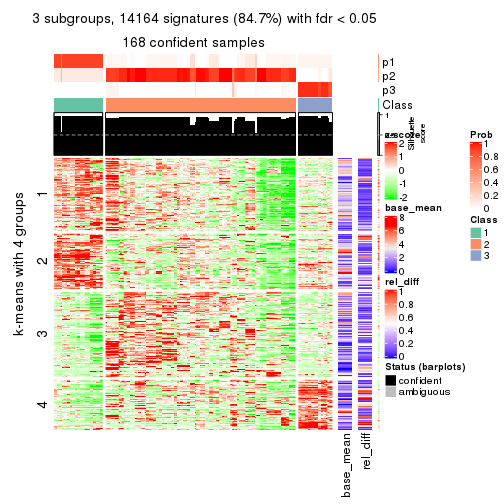 3 subgroups, 14164 signatures (84.7%) with fdr < 0.05
168 confident samples
p1
p2
p3
Class
1
Silhouette
score
z-score
2
1
-1
-2
base_mean
8
6
4
2
0
rel_diff
1
0.8
0.6
0.4
0.2
0
Status (barplots)
confident
ambiguous
Prob
1
0.8
0.6
0.4
0.2
0
Class
1
2
3
k-means with 4 groups
1
2
3
4
base_mean
rel_diff